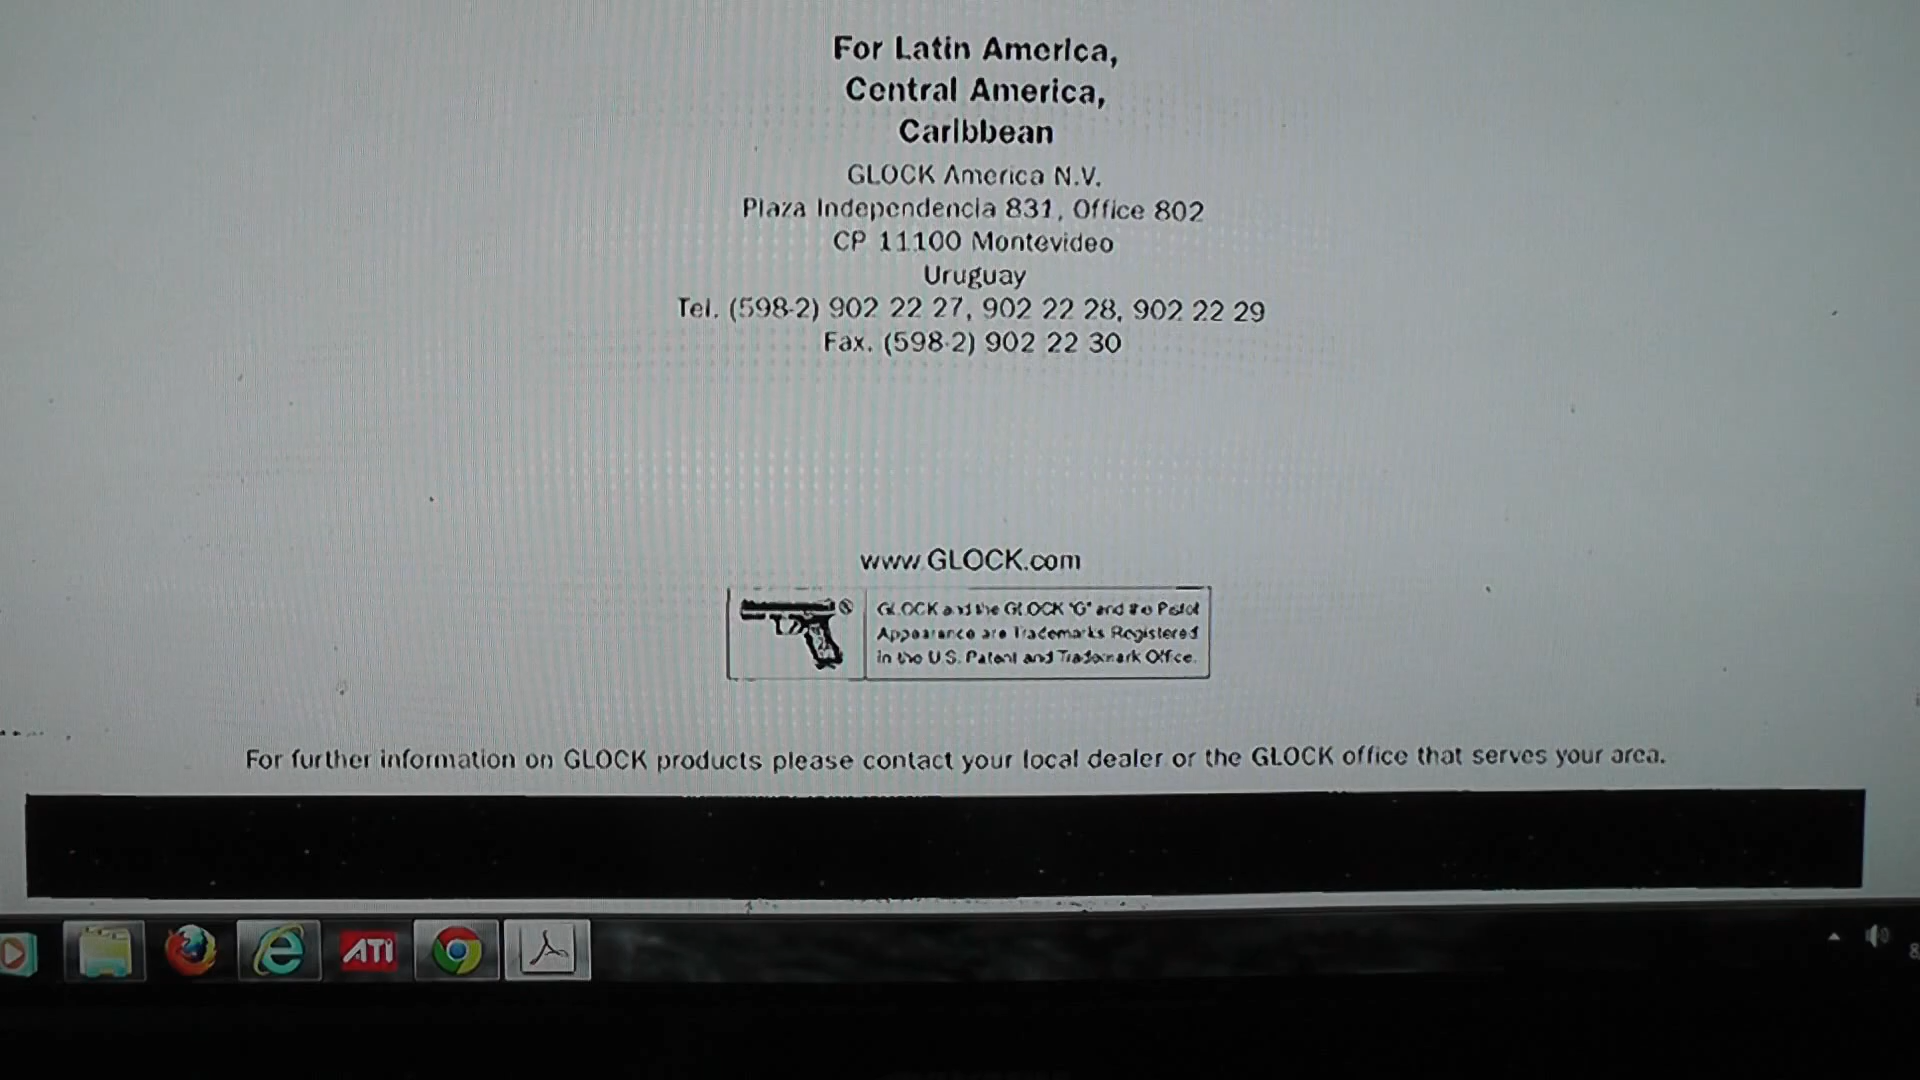 For Latin America,
Central America,
Caribbean
GLOCK America N.V.
Plaza Independencia 831, Office 802
CP 11100 Montevideo
Uruguay
Tel. (598-2) 902 22 27, 902 22 28, 902 22 29
Fax. (598-2) 902 22 30
www.GLOCK.com
GLOCK and the GLOCK "G" and the Pistol
Appearance are Trademarks Registered
in the U.S. Patent and Trademark Office.
For further information on GLOCK products please contact your local dealer or the GLOCK office that serves your area.
ATI